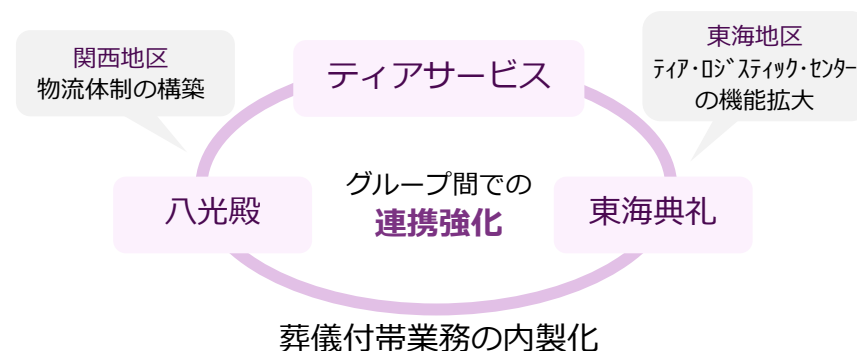 関西地区
物流体制の構築
ティアサービス
東海地区
ﾃｨｱ・ﾛｼﾞｽﾃｨｯｸ・ｾﾝﾀｰ
の機能拡大
八光殿
グループ間での
連携強化
東海典礼
葬儀付帯業務の内製化